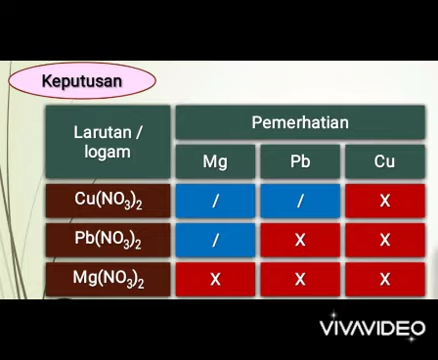 Keputusan
Larutan / logam Pemerhatian
Mg Pb Cu
Cu(NO₃)₂ / / X
Pb(NO₃)₂ / X X
Mg(NO₃)₂ X X X
VIVAVIDEO